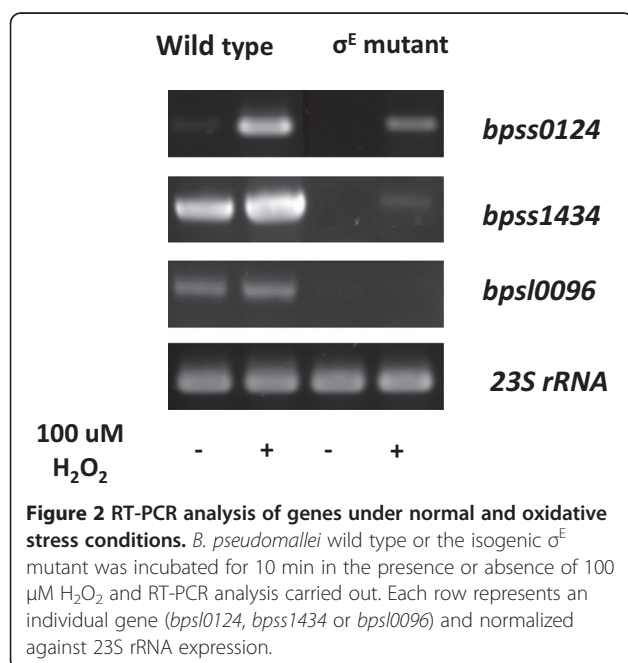 Wild type σE mutant
bpss0124
bpss1434
bpsl0096
23S rRNA
100 uM
H2O2 - + - +
Figure 2 RT-PCR analysis of genes under normal and oxidative
stress conditions. B. pseudomallei wild type or the isogenic σE
mutant was incubated for 10 min in the presence or absence of 100
μM H2O2 and RT-PCR analysis carried out. Each row represents an
individual gene (bpsl0124, bpss1434 or bpsl0096) and normalized
against 23S rRNA expression.